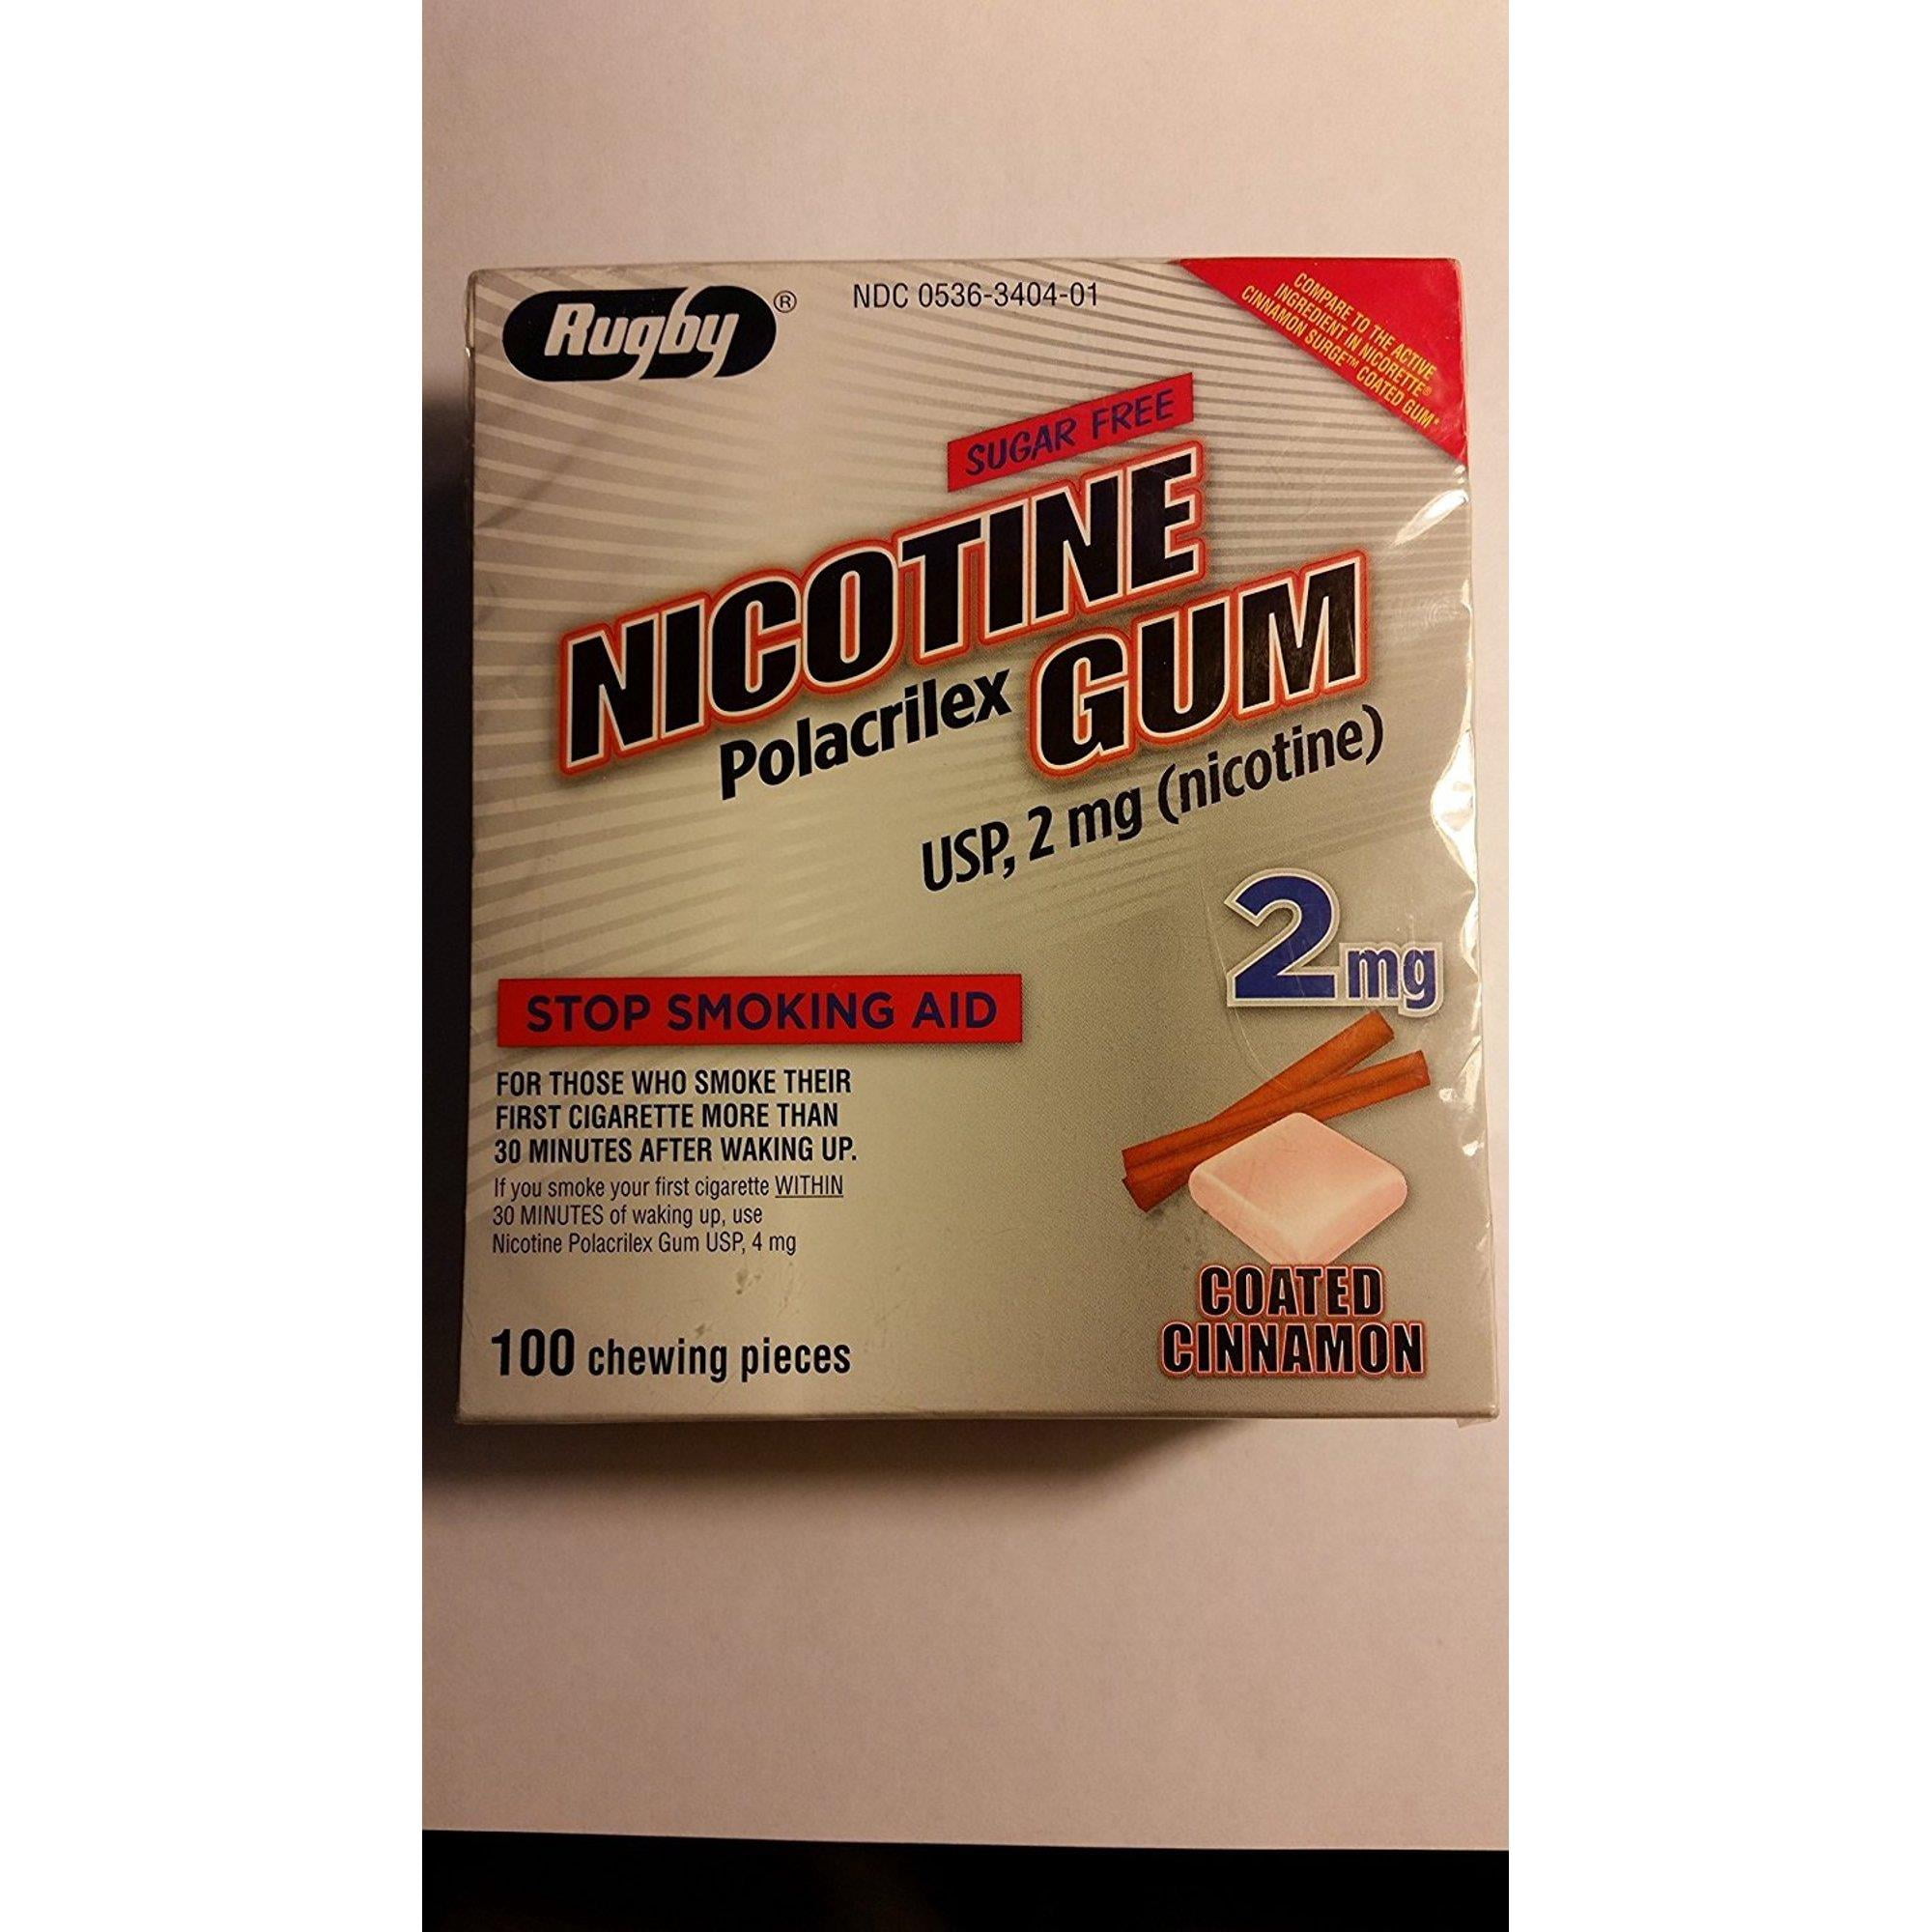 Rugby®
NDC 0536-3404-01
COMPARE TO THE ACTIVE
INGREDIENT IN NICORETTE®
CINNAMON SURGE™ COATED GUM*
SUGAR FREE
NICOTINE
Polacrilex GUM
USP, 2 mg (nicotine)
2 mg
STOP SMOKING AID
FOR THOSE WHO SMOKE THEIR
FIRST CIGARETTE MORE THAN
30 MINUTES AFTER WAKING UP.
If you smoke your first cigarette WITHIN
30 MINUTES of waking up, use
Nicotine Polacrilex Gum USP, 4 mg
100 chewing pieces
COATED
CINNAMON